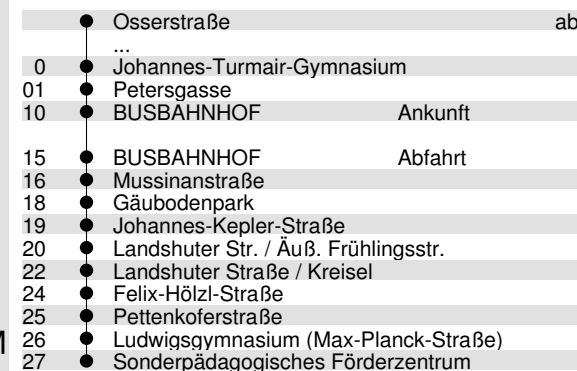 Osserstraße ab
...
0 Johannes-Turmair-Gymnasium
01 Petersgasse
10 BUSBAHNHOF Ankunft
15 BUSBAHNHOF Abfahrt
16 Mussinanstraße
18 Gäubodenpark
19 Johannes-Kepler-Straße
20 Landshuter Str. / Äuß. Frühlingsstr.
22 Landshuter Straße / Kreisel
24 Felix-Hölzl-Straße
25 Pettenkoferstraße
26 Ludwigsgymnasium (Max-Planck-Straße)
27 Sonderpädagogisches Förderzentrum